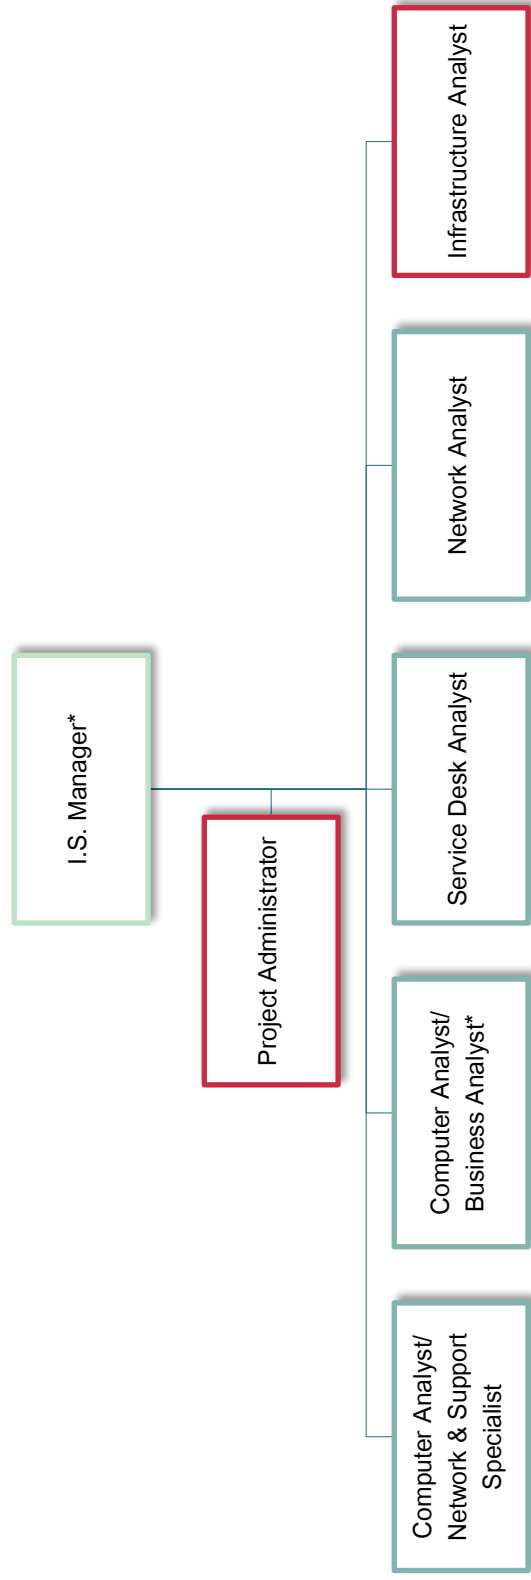 I.S. Manager*
Project Administrator
Computer Analyst/
Network & Support
Specialist
Computer Analyst/
Business Analyst*
Service Desk Analyst
Network Analyst
Infrastructure Analyst